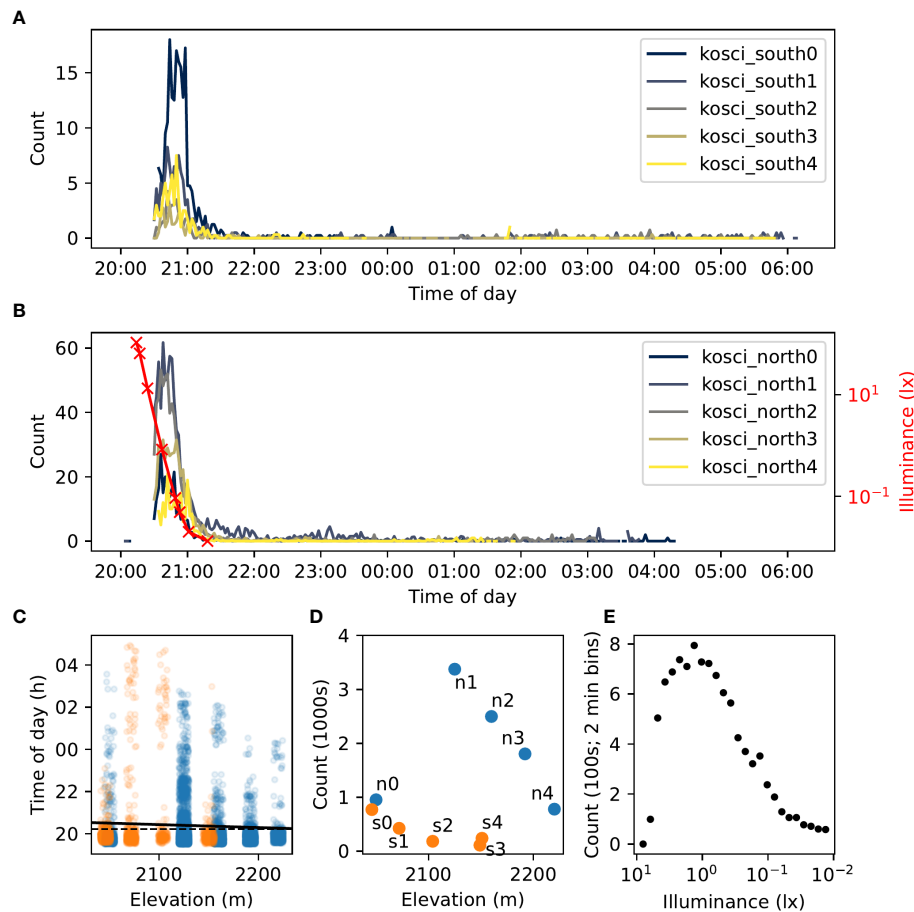 A
Count
15
10
5
0
kosci_south0
kosci_south1
kosci_south2
kosci_south3
kosci_south4
20:00 21:00 22:00 23:00 00:00 01:00 02:00 03:00 04:00 05:00 06:00
Time of day
B
Count
60
40
20
0
kosci_north0
kosci_north1
kosci_north2
kosci_north3
kosci_north4
10¹
10⁻¹
Illuminance (lx)
20:00 21:00 22:00 23:00 00:00 01:00 02:00 03:00 04:00 05:00 06:00
Time of day
C
Time of day (h)
04
02
00
22
20
2100 2200
Elevation (m)
D
Count (1000s)
4
3
2
1
0
n1
n2
n3
n0
n4
s0
s1
s2
s4
s3
2100 2200
Elevation (m)
E
Count (100s; 2 min bins)
8
6
4
2
0
10¹ 10⁰ 10⁻¹ 10⁻²
Illuminance (lx)